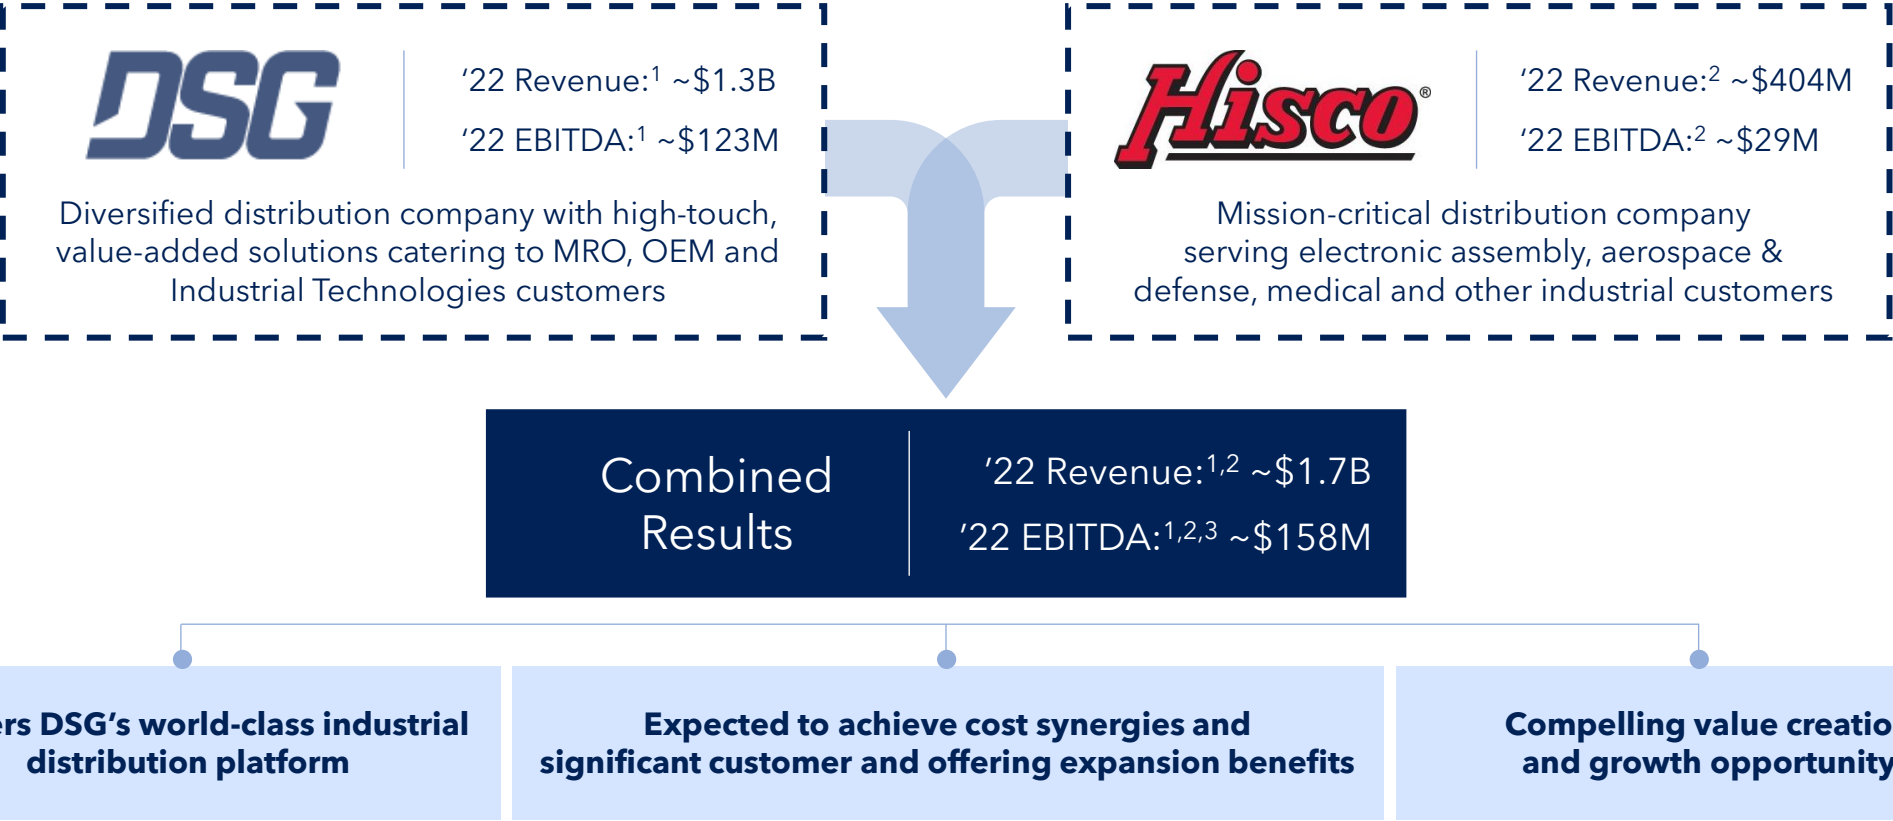 DSG
‘22 Revenue:1 ~$1.3B
‘22 EBITDA:1 ~$123M
Diversified distribution company with high-touch,
value-added solutions catering to MRO, OEM and
Industrial Technologies customers
Hisco®
‘22 Revenue:2 ~$404M
‘22 EBITDA:2 ~$29M
Mission-critical distribution company
serving electronic assembly, aerospace &
defense, medical and other industrial customers
Combined
Results
‘22 Revenue:1,2 ~$1.7B
‘22 EBITDA:1,2,3 ~$158M
DSG’s world-class industrial
distribution platform
Expected to achieve cost synergies and
significant customer and offering expansion benefits
Compelling value
and growth opportunity